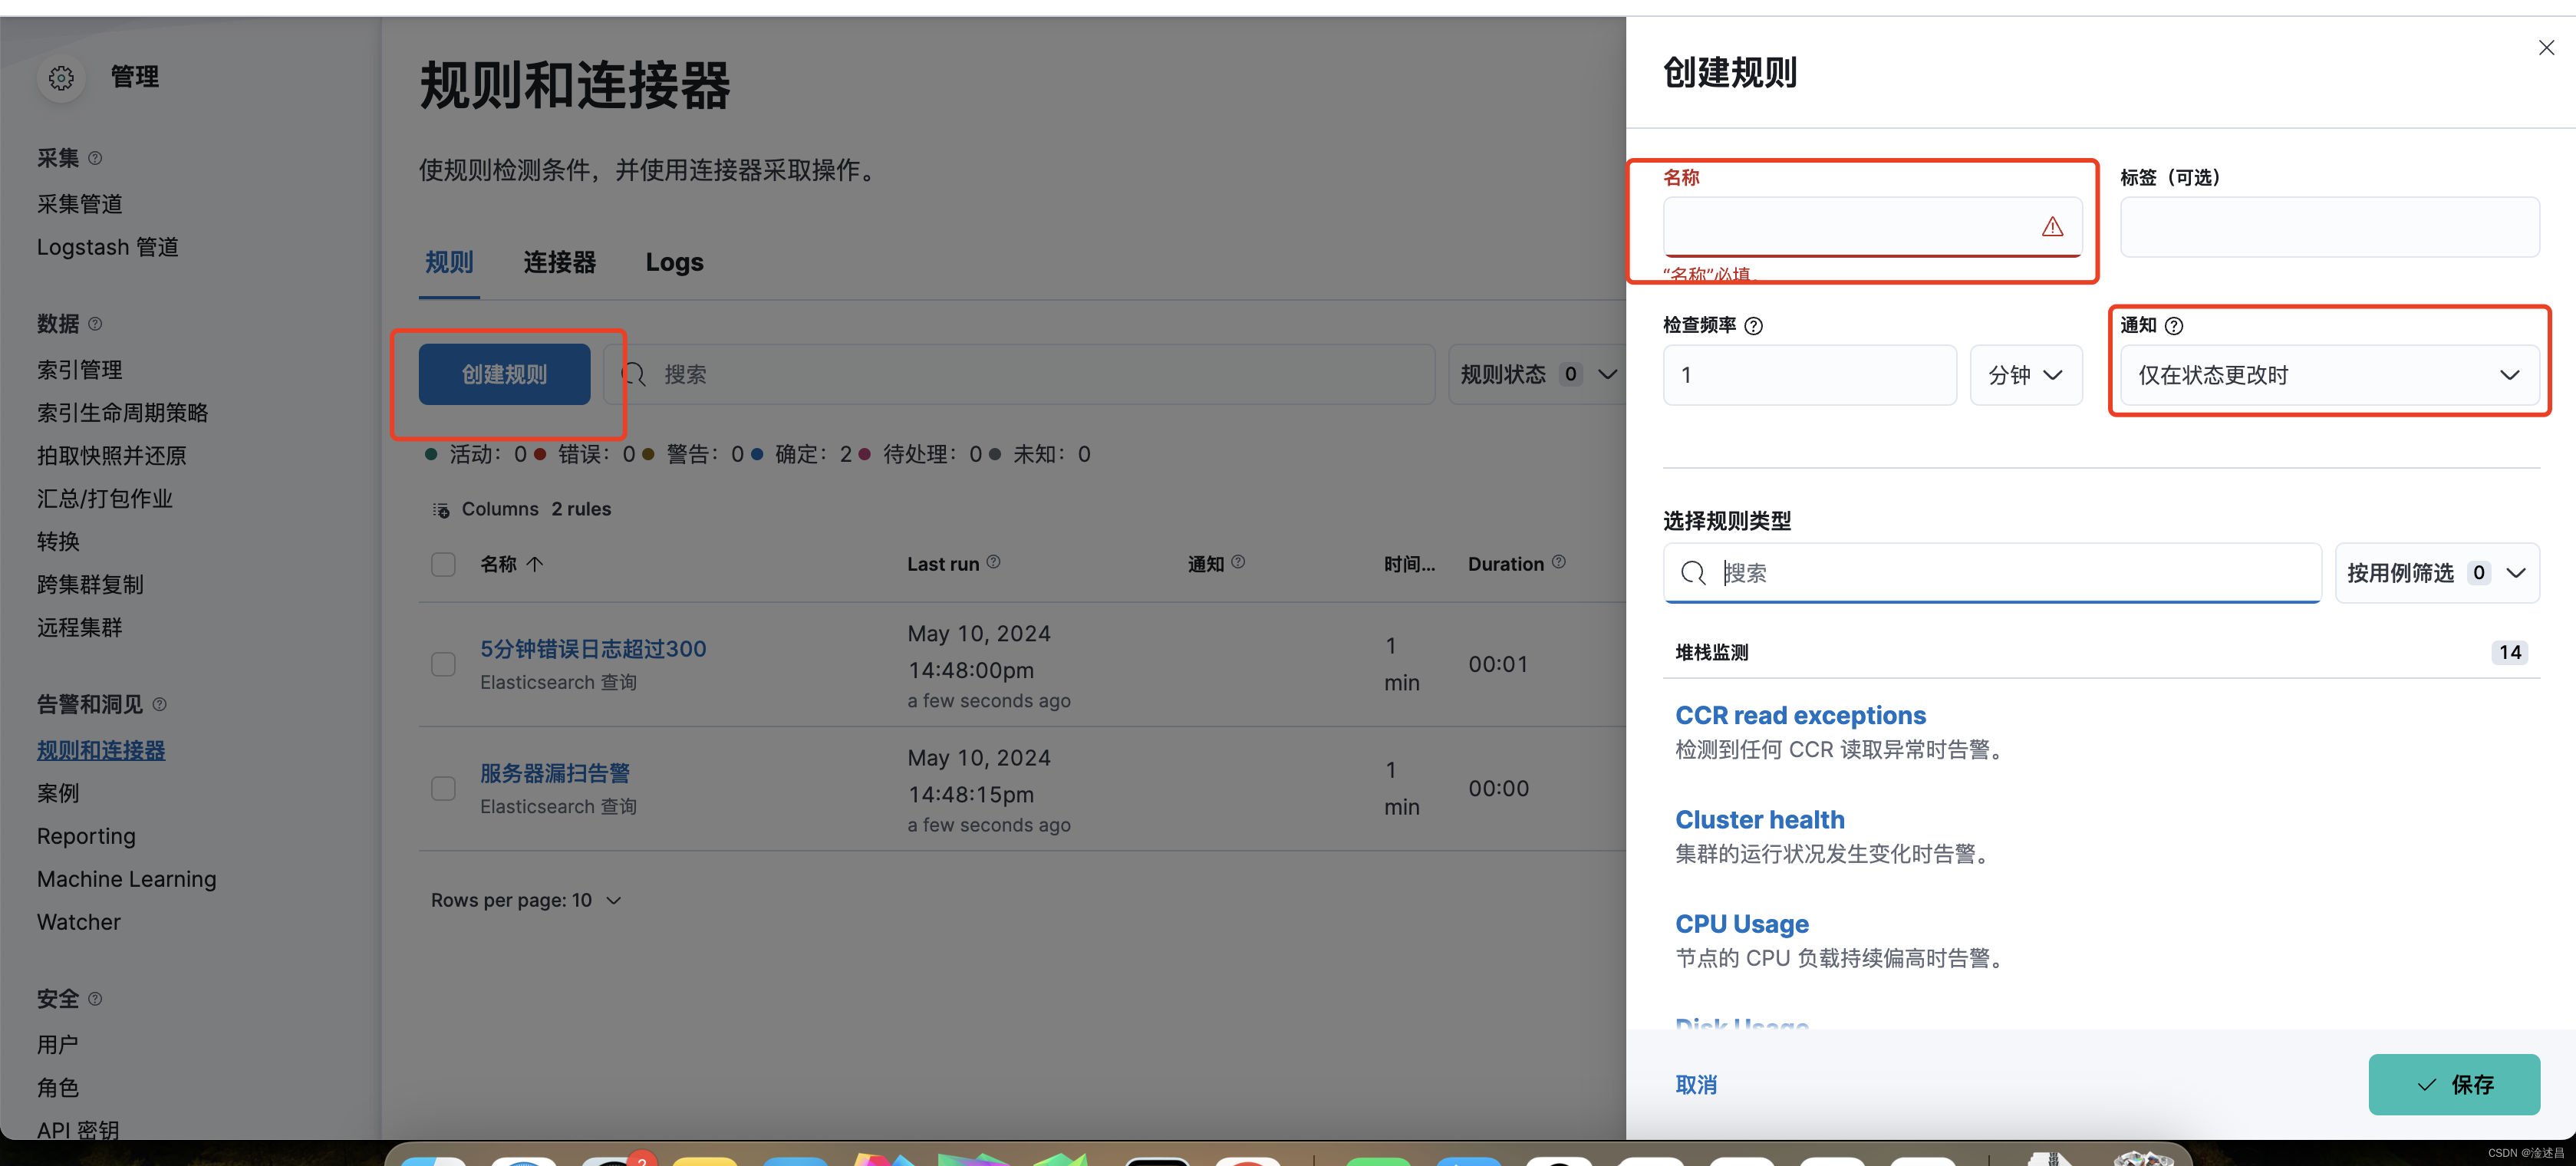 管理
采集
采集管道
Logstash 管道
数据
索引管理
索引生命周期策略
拍取快照并还原
汇总/打包作业
转换
跨集群复制
远程集群
告警和洞见
规则和连接器
案例
Reporting
Machine Learning
Watcher
安全
用户
角色
API 密钥
规则和连接器
使规则检测条件，并使用连接器采取操作。
规则 连接器 Logs
创建规则 搜索 规则状态 0
活动：0 错误：0 警告：0 确定：2 待处理：0 未知：0
Columns 2 rules
名称 Last run 通知 时间... Duration
5分钟错误日志超过300
Elasticsearch 查询
May 10, 2024
14:48:00pm
a few seconds ago
1
min
00:01
服务器漏扫告警
Elasticsearch 查询
May 10, 2024
14:48:15pm
a few seconds ago
1
min
00:00
Rows per page: 10
创建规则
名称
“名称”必填。
标签（可选）
检查频率
1 分钟
通知
仅在状态更改时
选择规则类型
搜索 按用例筛选 0
堆栈监测 14
CCR read exceptions
检测到任何 CCR 读取异常时告警。
Cluster health
集群的运行状况发生变化时告警。
CPU Usage
节点的 CPU 负载持续偏高时告警。
Disk Usage
取消 保存
2
CSDN @淦述昌